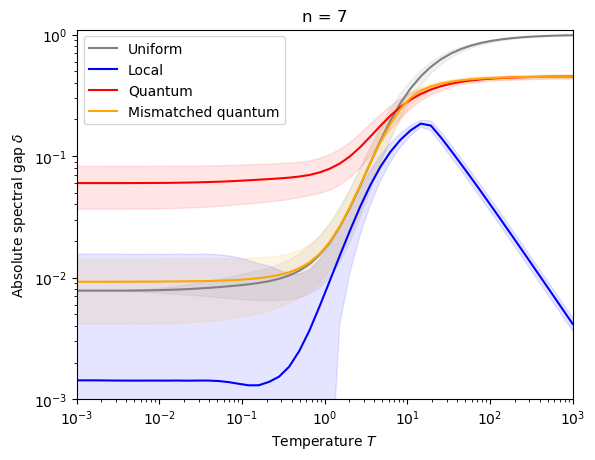 n = 7
Uniform
Local
Quantum
Mismatched quantum
Absolute spectral gap δ
10⁰
10⁻¹
10⁻²
10⁻³
10⁻³
10⁻²
10⁻¹
10⁰
10¹
10²
10³
Temperature T